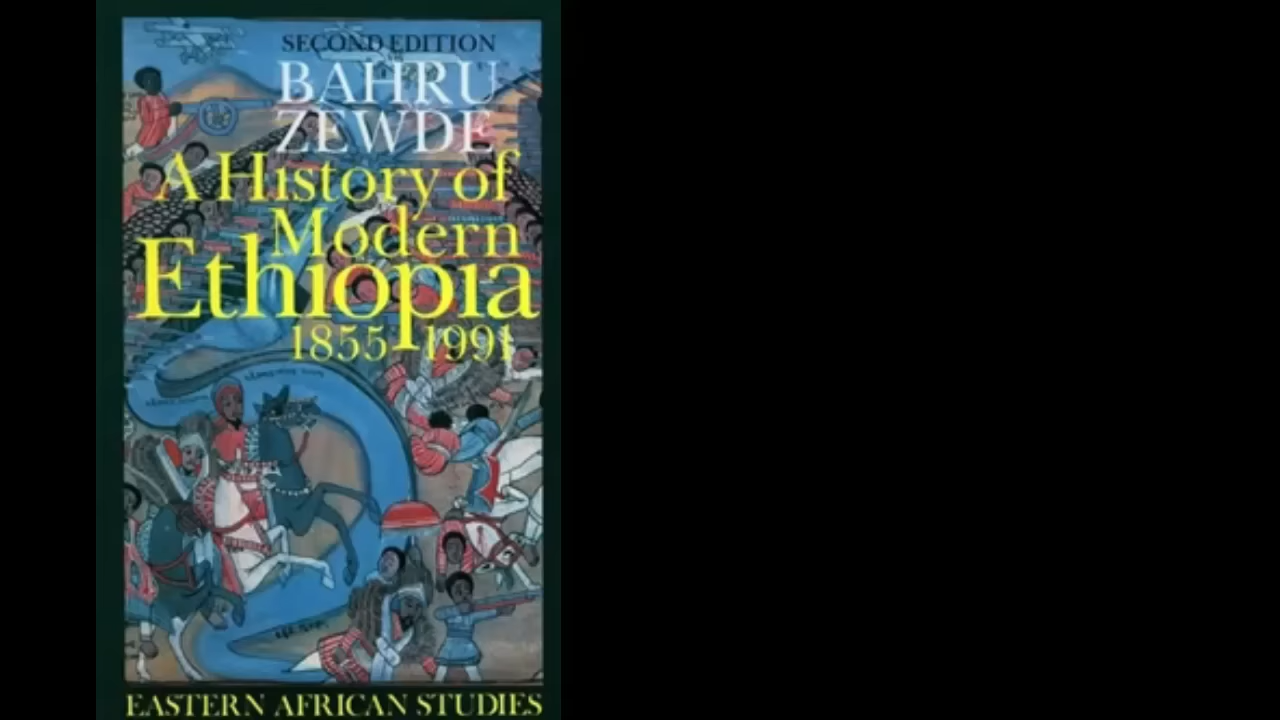 SECOND EDITION
BAHRU
ZEWDE
A History of
Modern
Ethiopia
1855 1991
EASTERN AFRICAN STUDIES